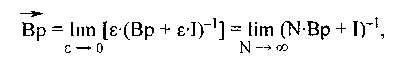 B⃗p = lim [ε·(Bp + ε·I)⁻¹] = lim (N·Bp + I)⁻¹,
ε → 0 N → ∞